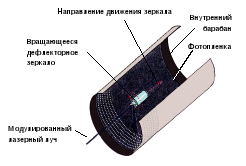 Направление движения зеркала
Внутренний
барабан
Вращающееся
дефлекторное
зеркало
Фотопленка
Модулированный
лазерный луч